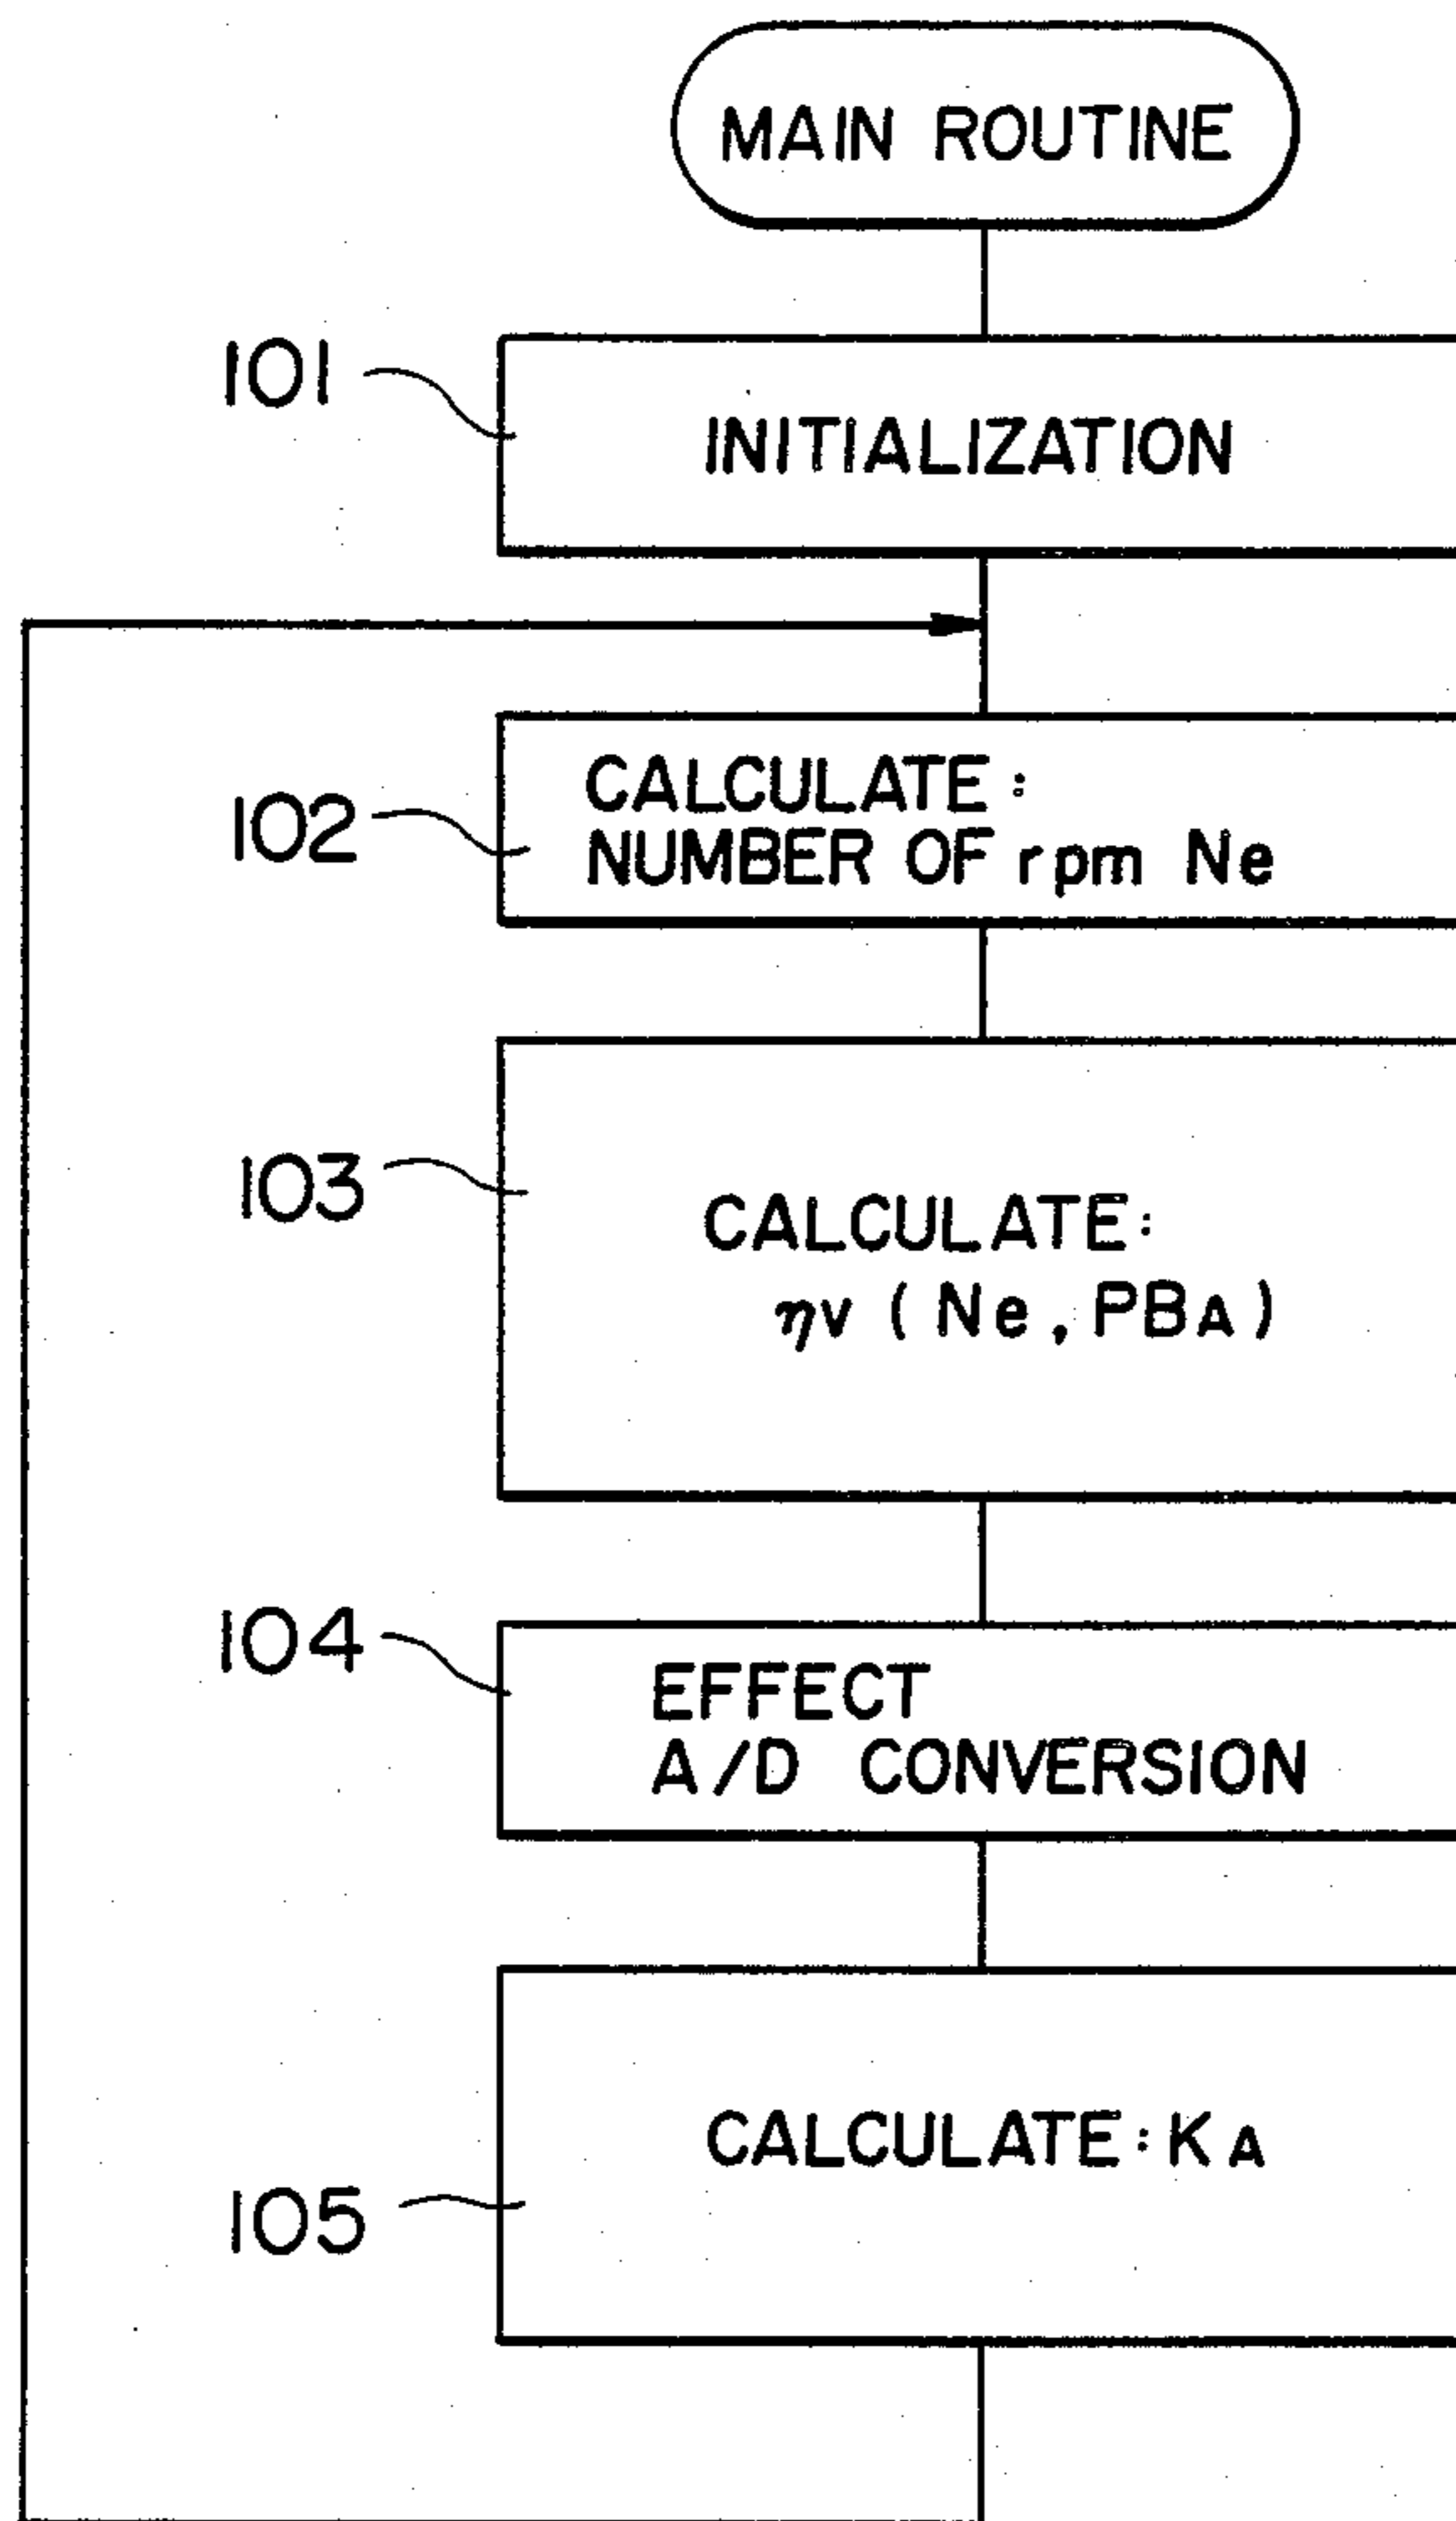 MAIN ROUTINE
101
INITIALIZATION
102
CALCULATE:
NUMBER OF rpm Ne
103
CALCULATE:
ηv (Ne, PBA)
104
EFFECT
A/D CONVERSION
CALCULATE: KA
105